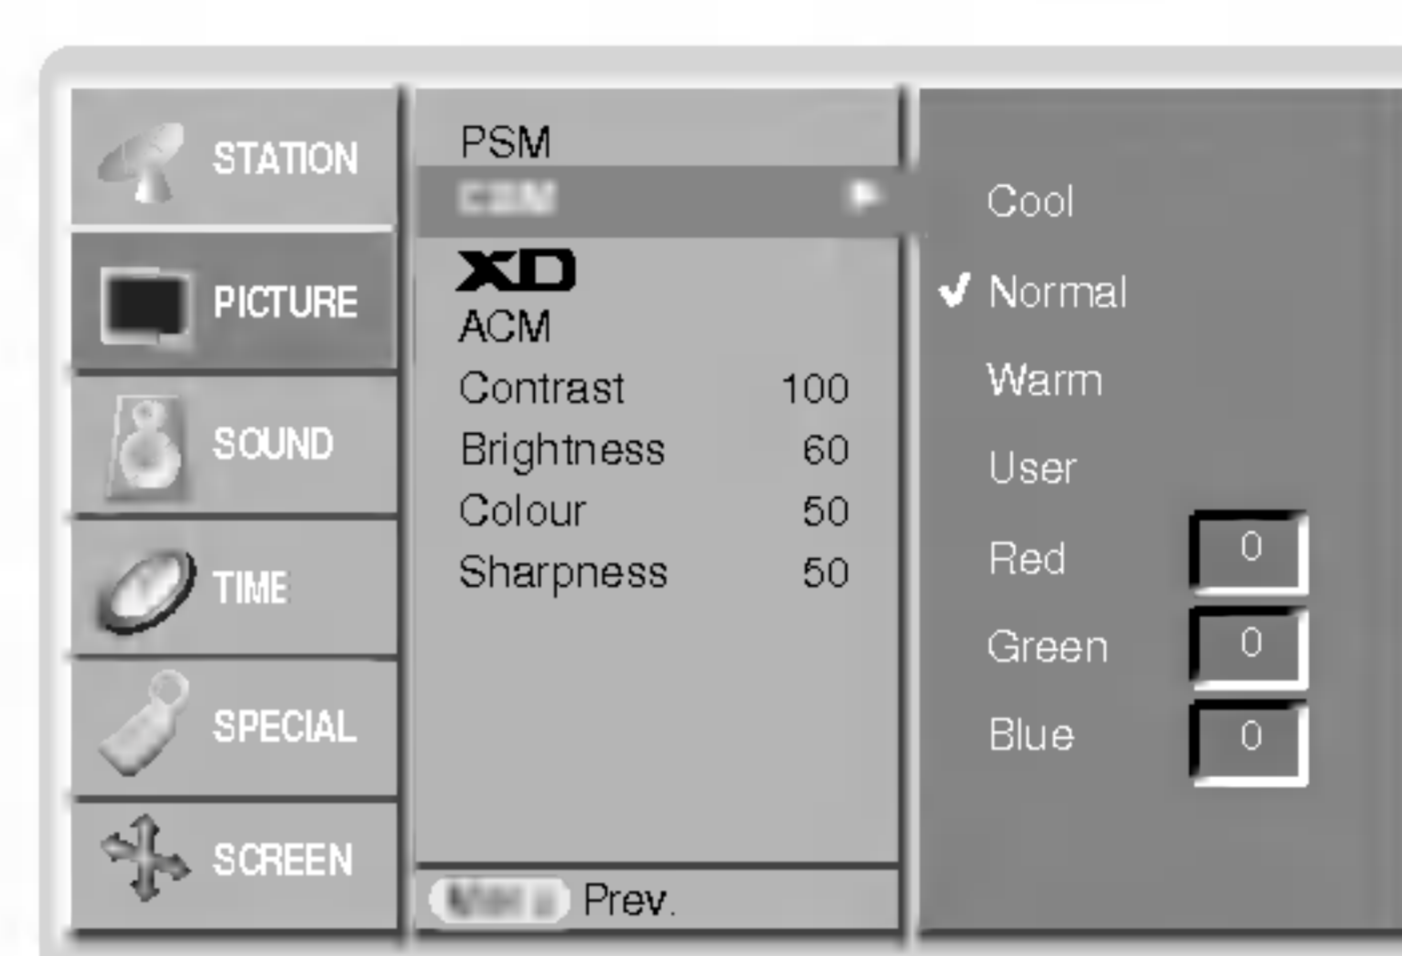 STATION
PICTURE
SOUND
TIME
SPECIAL
SCREEN
PSM
XD
ACM
Contrast 100
Brightness 60
Colour 50
Sharpness 50
Prev.
Cool
✔ Normal
Warm
User
Red 0
Green 0
Blue 0